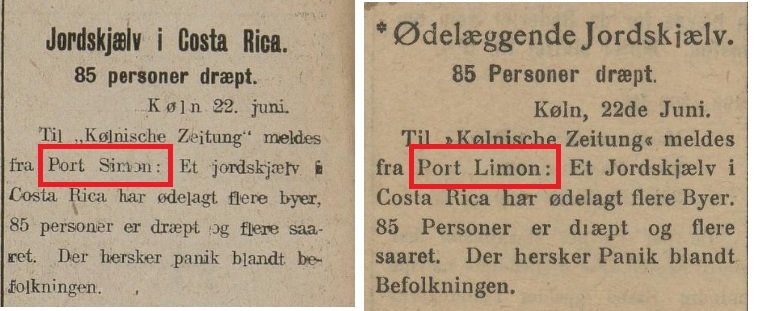 Jordskjælv i Costa Rica.
85 personer dræpt.
Køln 22. juni.
Til „Kølnische Zeitung“ meldes
fra Port Simon: Et jordskjælv i
Costa Rica har ødelagt flere byer,
85 personer er dræpt og flere saa-
ret. Der hersker panik blandt be-
folkningen.
* Ødelæggende Jordskjælv.
85 Personer dræpt.
Køln, 22de Juni.
Til »Kølnische Zeitung« meldes
fra Port Limon: Et Jordskjælv i
Costa Rica har ødelagt flere Byer.
85 Personer er dræpt og flere
saaret. Der hersker Panik blandt
Befolkningen.